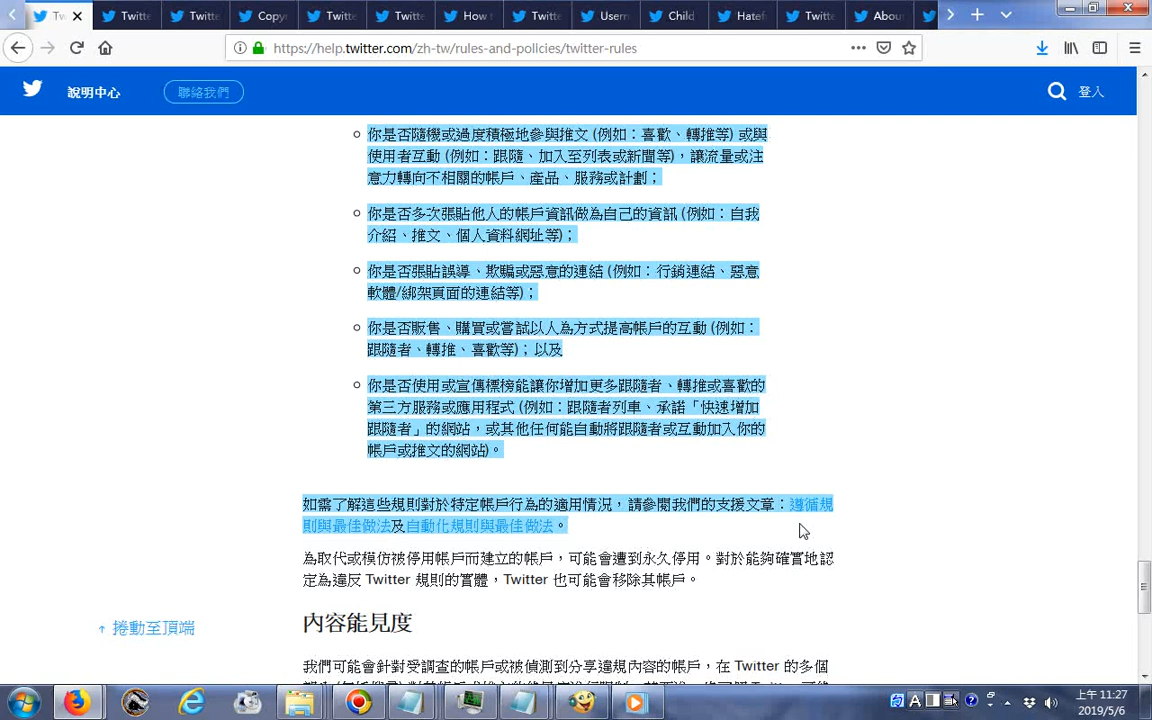 Tw
Twitte
Twitte
Copy
Twitte
Twitte
How t
Twitte
Usern
Child
Hatef
Twitte
Abou
https://help.twitter.com/zh-tw/rules-and-policies/twitter-rules
說明中心
聯絡我們
登入
你是否隨機或過度積極地參與推文 (例如：喜歡、轉推等) 或與
使用者互動 (例如：跟隨、加入至列表或新聞等)，讓流量或注
意力轉向不相關的帳戶、產品、服務或計劃；
你是否多次張貼他人的帳戶資訊做為自己的資訊 (例如：自我
介紹、推文、個人資料網址等)；
你是否張貼誤導、欺騙或惡意的連結 (例如：行銷連結、惡意
軟體/綁架頁面的連結等)；
你是否販售、購買或嘗試以人為方式提高帳戶的互動 (例如：
跟隨者、轉推、喜歡等)；以及
你是否使用或宣傳標榜能讓你增加更多跟隨者、轉推或喜歡的
第三方服務或應用程式 (例如：跟隨者列車、承諾「快速增加
跟隨者」的網站，或其他任何能自動將跟隨者或互動加入你的
帳戶或推文的網站)。
如需了解這些規則對於特定帳戶行為的適用情況，請參閱我們的支援文章：遵循規
則與最佳做法及自動化規則與最佳做法。
為取代或模仿被停用帳戶而建立的帳戶，可能會遭到永久停用。對於能夠確實地認
定為違反 Twitter 規則的實體，Twitter 也可能會移除其帳戶。
↑ 捲動至頂端
內容能見度
我們可能會針對受調查的帳戶或被偵測到分享違規內容的帳戶，在 Twitter 的多個
A
上午 11:27
2019/5/6